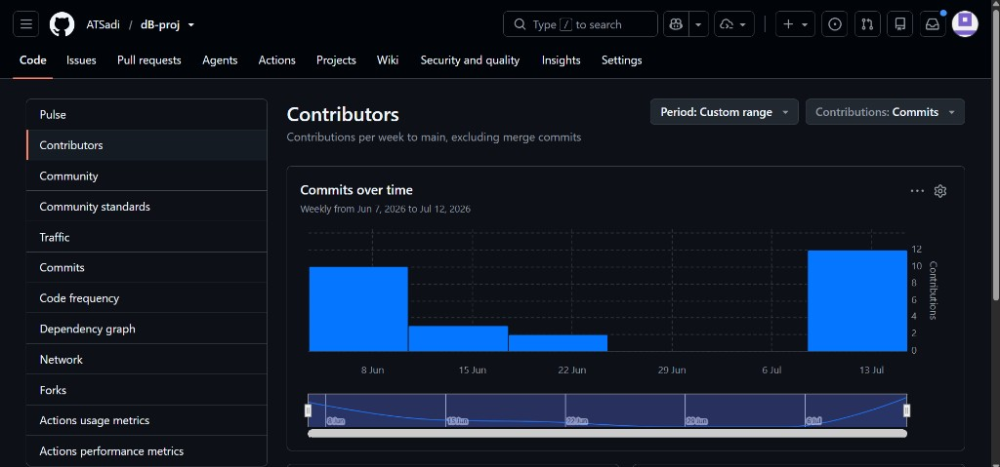 ATSadi / dB-proj
Type / to search
Code Issues Pull requests Agents Actions Projects Wiki Security and quality Insights Settings
Pulse
Contributors
Community
Community standards
Traffic
Commits
Code frequency
Dependency graph
Network
Forks
Actions usage metrics
Actions performance metrics
Contributors
Contributions per week to main, excluding merge commits
Period: Custom range
Contributions: Commits
Commits over time
Weekly from Jun 7, 2026 to Jul 12, 2026
12
10
8
6
4
2
0
Contributions
8 Jun 15 Jun 22 Jun 29 Jun 6 Jul 13 Jul
8 Jun 15 Jun 22 Jun 29 Jun 6 Jul